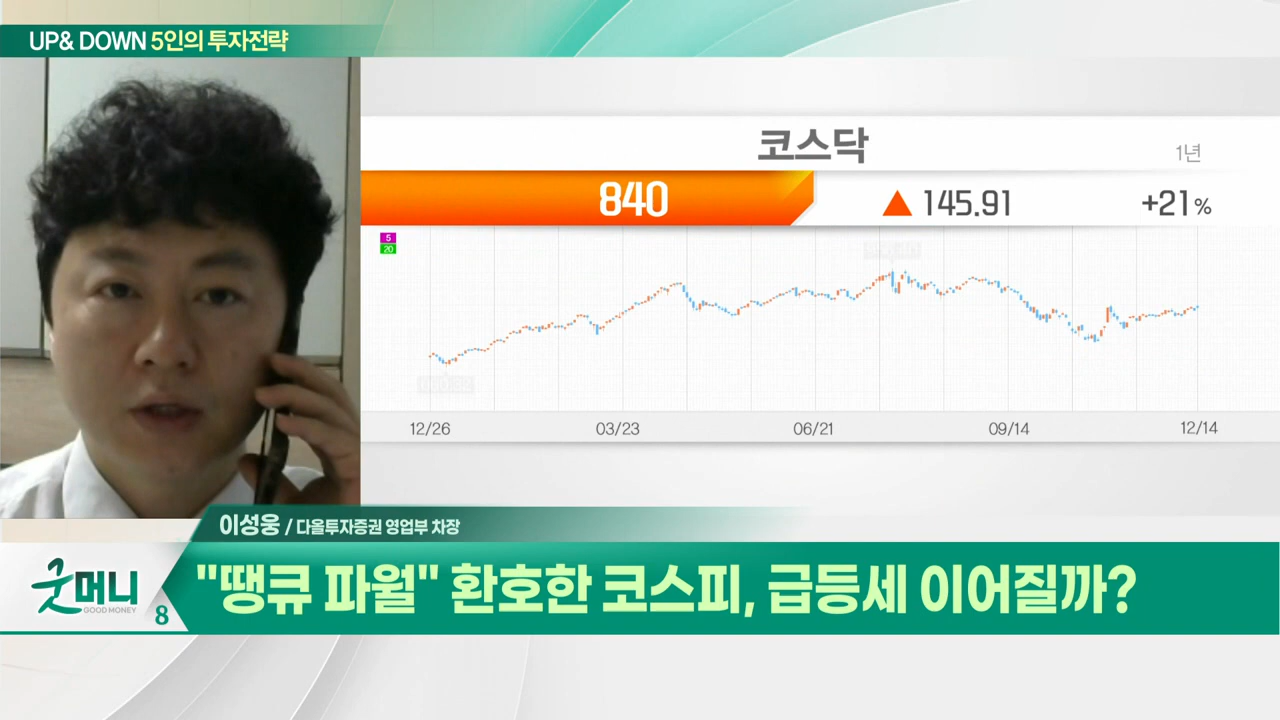 UP& DOWN 5인의 투자전략
코스닥
1년
840
▲ 145.91
+21%
5
20
12/26
03/23
06/21
09/14
12/14
이성웅 / 다올투자증권 영업부 차장
굿머니
GOOD MONEY
8
"땡큐 파월" 환호한 코스피, 급등세 이어질까?